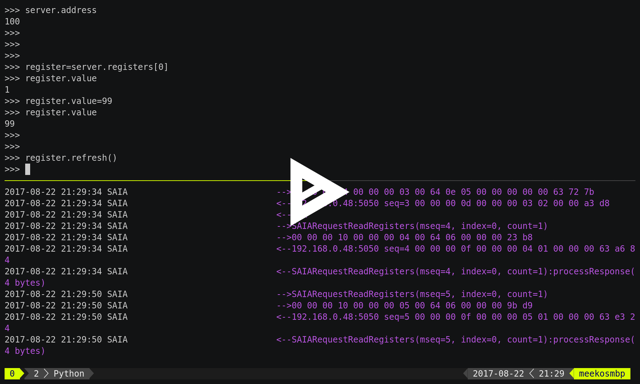 >>> server.address
100
>>>
>>>
>>>
>>> register=server.registers[0]
>>> register.value
1
>>> register.value=99
>>> register.value
99
>>>
>>>
>>> register.refresh()
>>>
2017-08-22 21:29:34 SAIA -->00 00 00 03 00 64 0e 05 00 00 00 00 00 63 72 7b
2017-08-22 21:29:34 SAIA <--.0.48:5050 seq=3 00 00 00 0d 00 00 00 03 02 00 00 a3 d8
2017-08-22 21:29:34 SAIA <--
2017-08-22 21:29:34 SAIA -->SAIARequestReadRegisters(mseq=4, index=0, count=1)
2017-08-22 21:29:34 SAIA -->00 00 00 10 00 00 00 04 00 64 06 00 00 00 23 b8
2017-08-22 21:29:34 SAIA <--192.168.0.48:5050 seq=4 00 00 00 0f 00 00 00 04 01 00 00 00 63 a6 8
4
2017-08-22 21:29:34 SAIA <--SAIARequestReadRegisters(mseq=4, index=0, count=1):processResponse(
4 bytes)
2017-08-22 21:29:50 SAIA -->SAIARequestReadRegisters(mseq=5, index=0, count=1)
2017-08-22 21:29:50 SAIA -->00 00 00 10 00 00 00 05 00 64 06 00 00 00 9b d9
2017-08-22 21:29:50 SAIA <--192.168.0.48:5050 seq=5 00 00 00 0f 00 00 00 05 01 00 00 00 63 e3 2
4
2017-08-22 21:29:50 SAIA <--SAIARequestReadRegisters(mseq=5, index=0, count=1):processResponse(
4 bytes)
0 2 Python 2017-08-22 21:29 meekosmbp